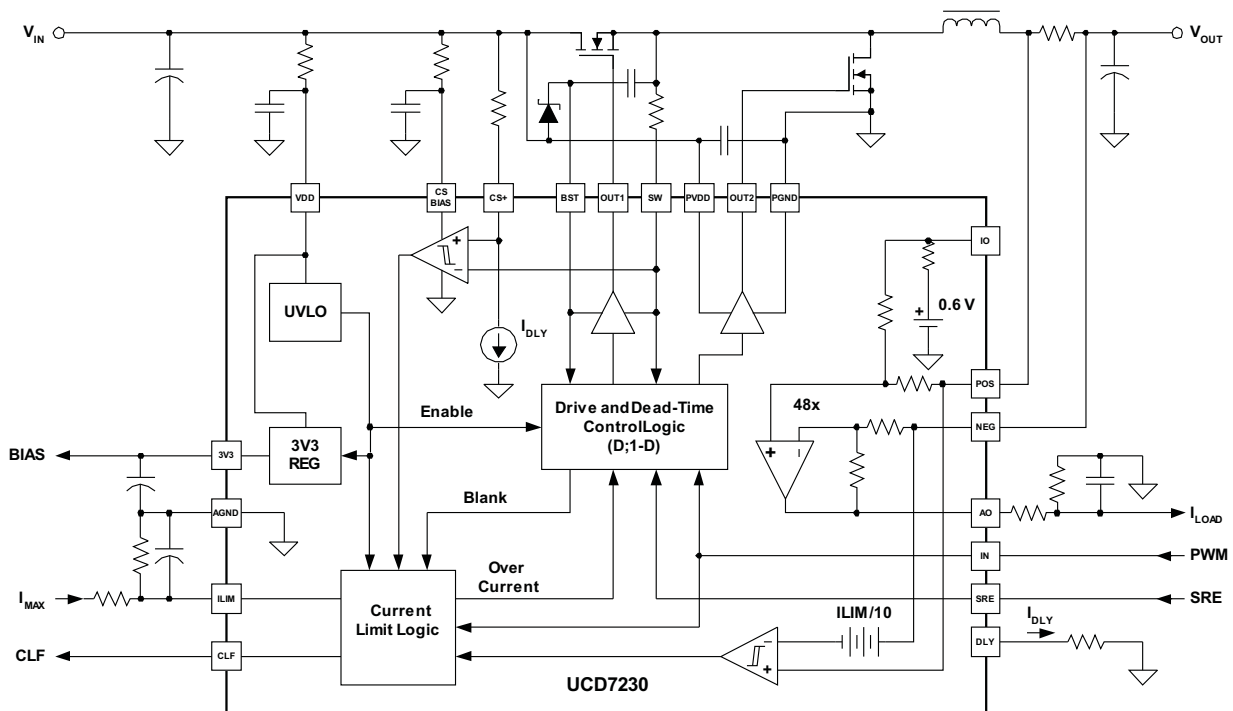 VIN
VOUT
VDD
CS
BIAS
CS+
BST
OUT1
SW
PVDD
OUT2
PGND
IO
+
−
0.6 V
+
UVLO
IDLY
POS
48x
Drive and Dead-Time
ControlLogic
(D;1-D)
Enable
NEG
+
−
BIAS
3V3
3V3
REG
Blank
AGND
AO
ILOAD
IN
PWM
Over
Current
IMAX
ILIM
Current
Limit Logic
SRE
SRE
ILIM/10
IDLY
DLY
CLF
CLF
−
+
UCD7230